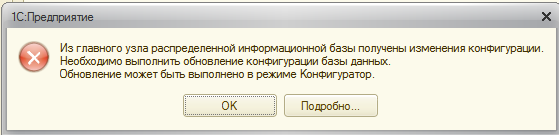 1С:Предприятие
Из главного узла распределенной информационной базы получены изменения конфигурации.
Необходимо выполнить обновление конфигурации базы данных.
Обновление может быть выполнено в режиме Конфигуратор.
OK
Подробно...